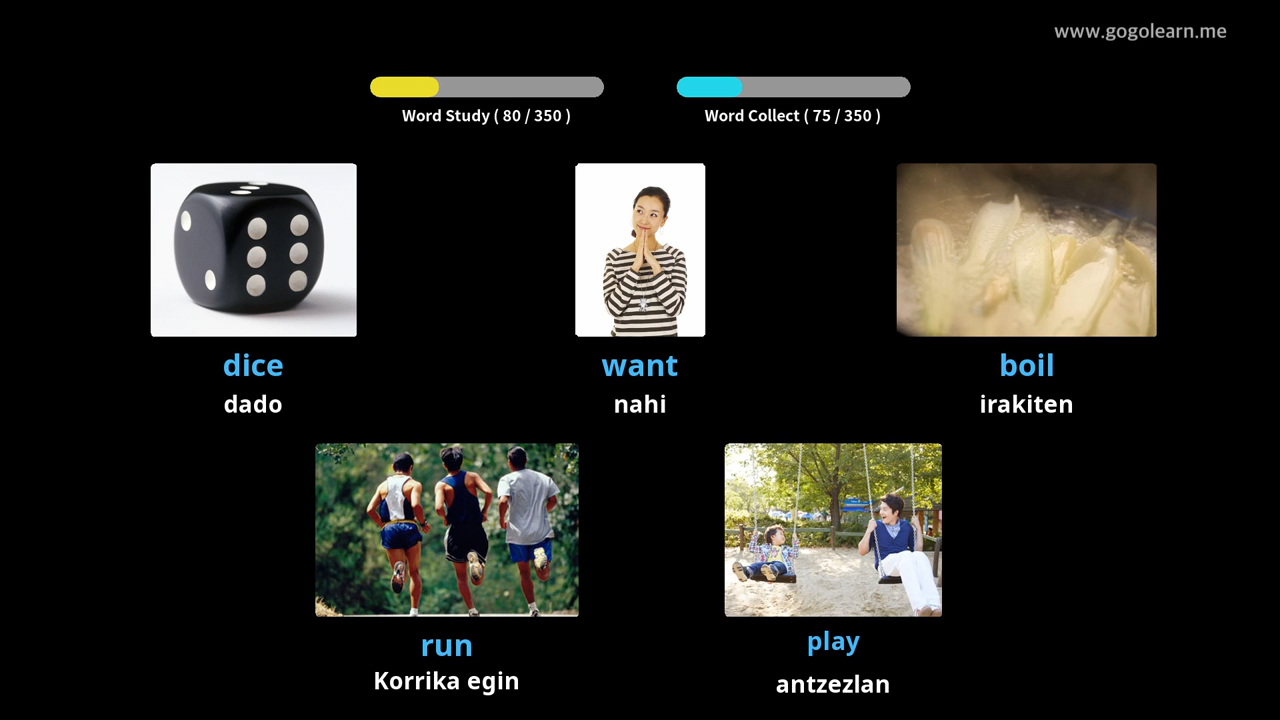 www.gogolearn.me
Word Study ( 80 / 350 )
Word Collect ( 75 / 350 )
dice
dado
want
nahi
boil
irakiten
run
Korrika egin
play
antzezlan